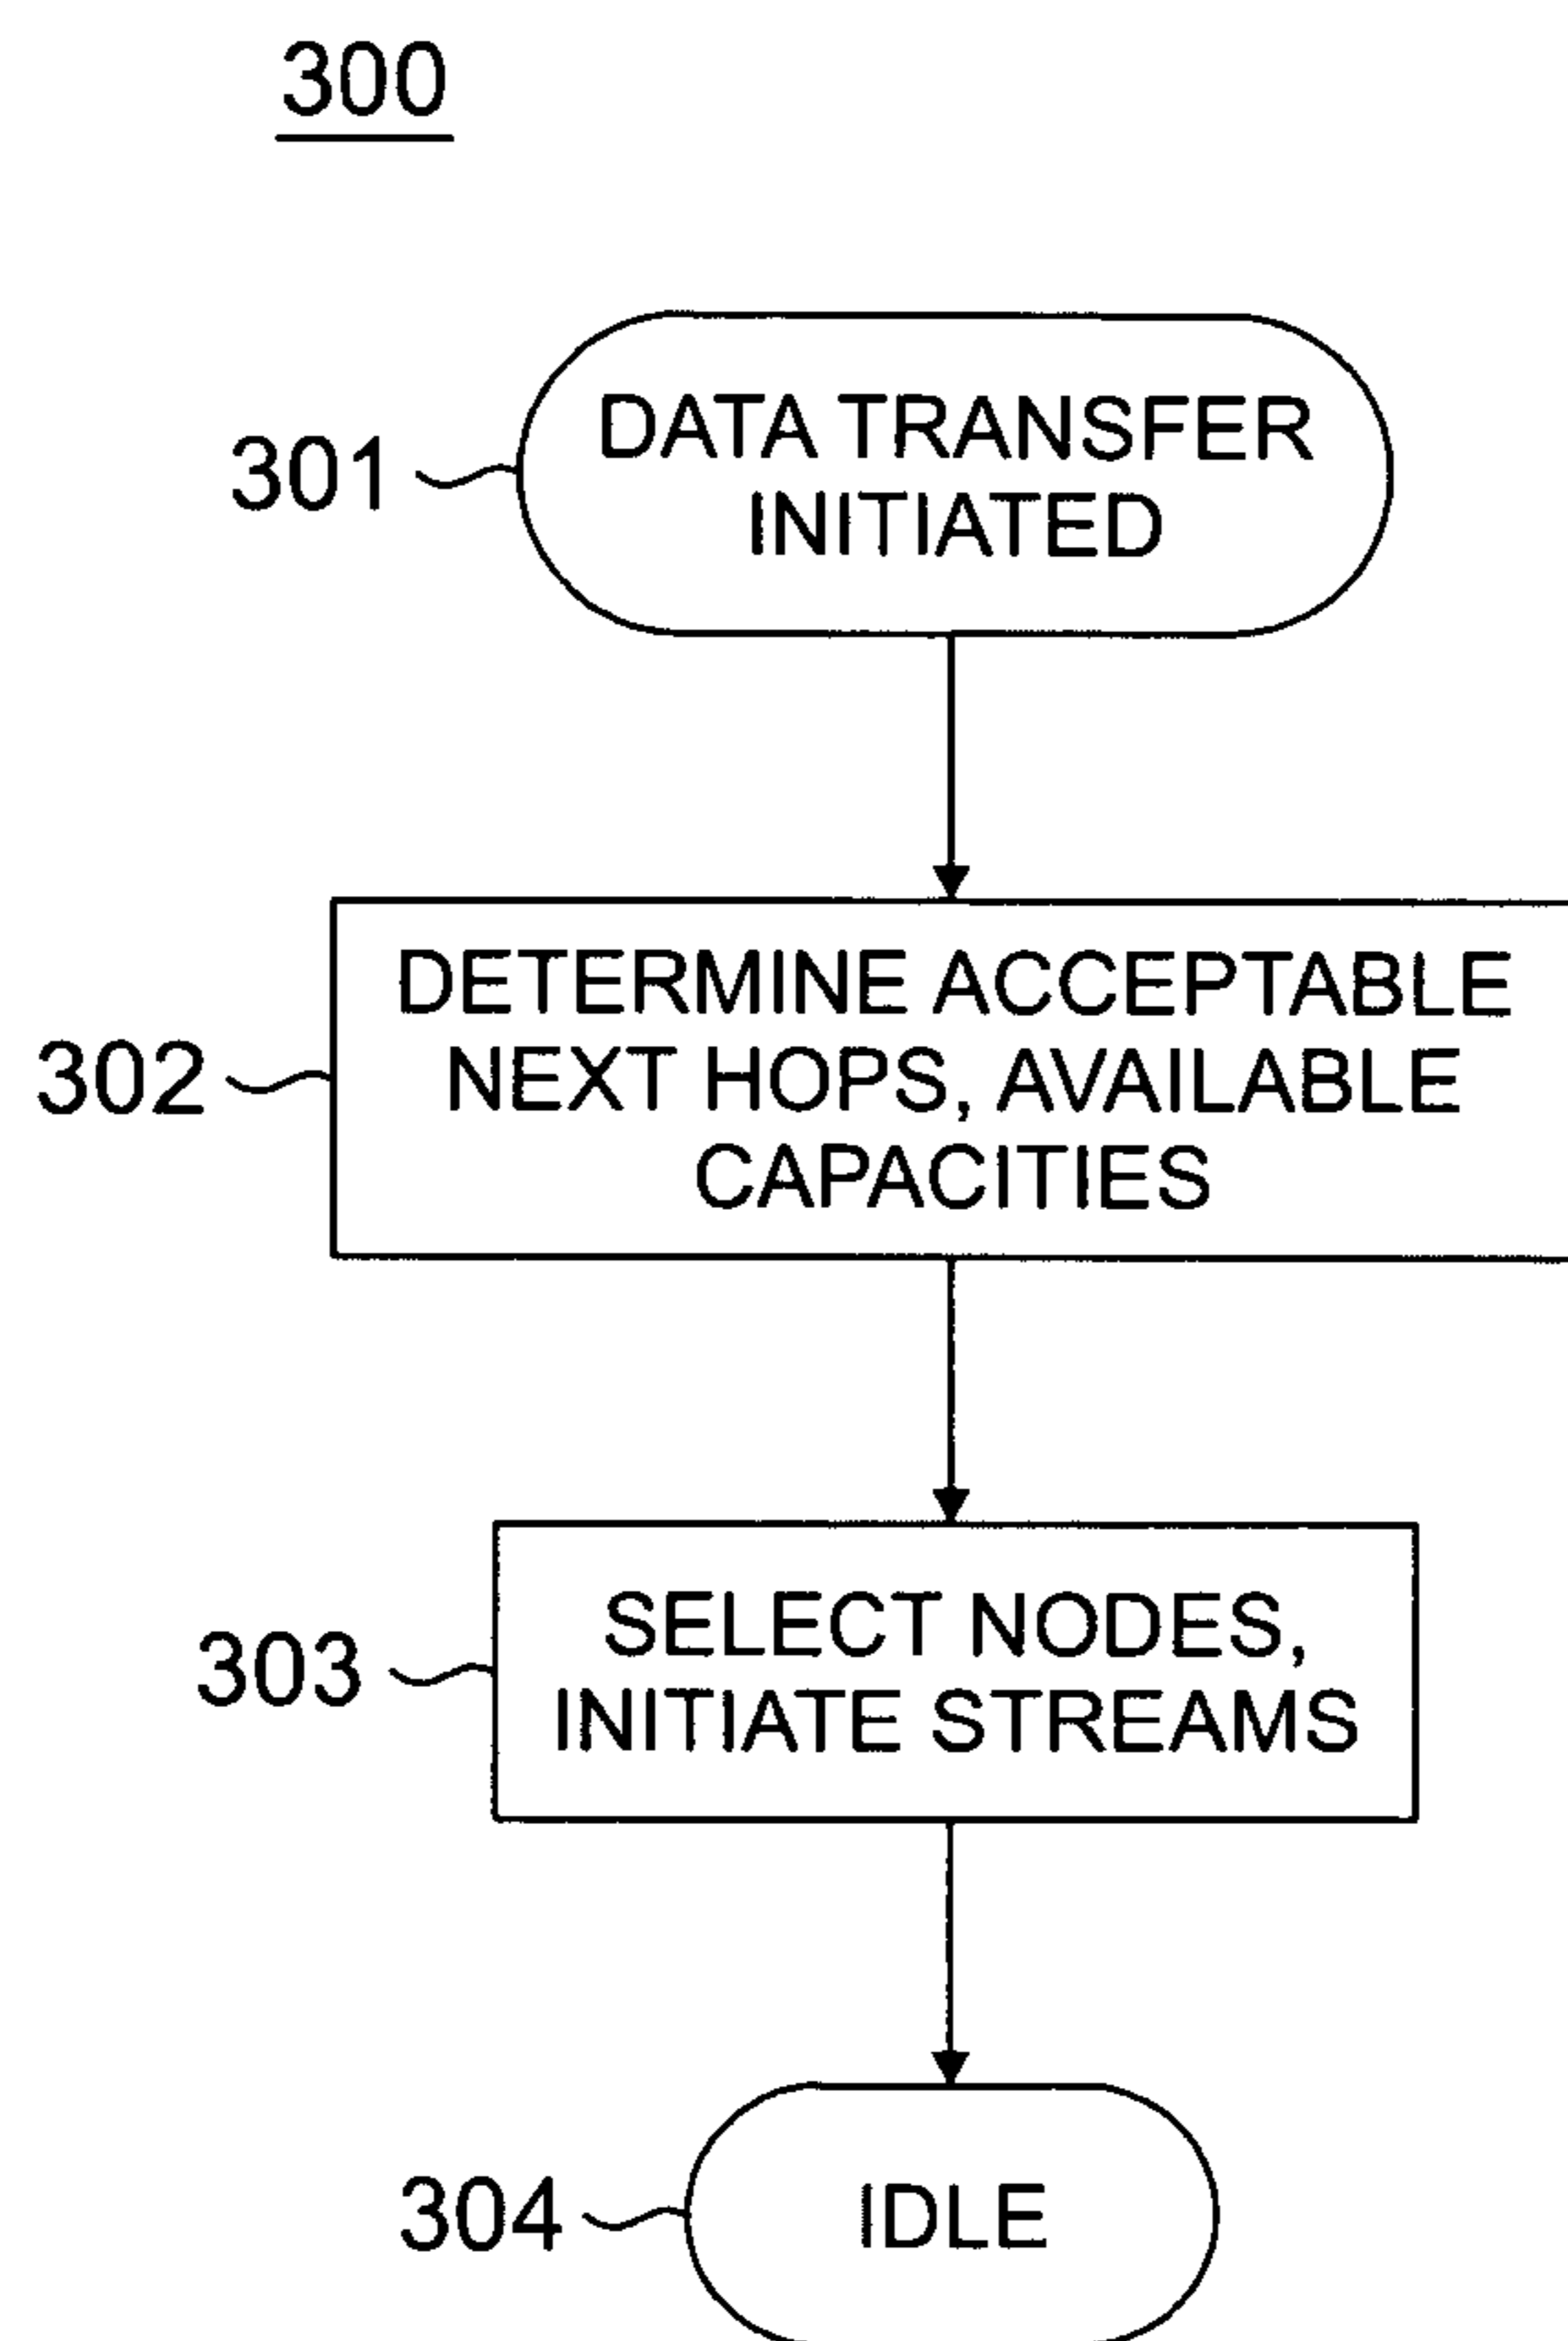 300
301
DATA TRANSFER
INITIATED
302
DETERMINE ACCEPTABLE
NEXT HOPS, AVAILABLE
CAPACITIES
303
SELECT NODES,
INITIATE STREAMS
304
IDLE